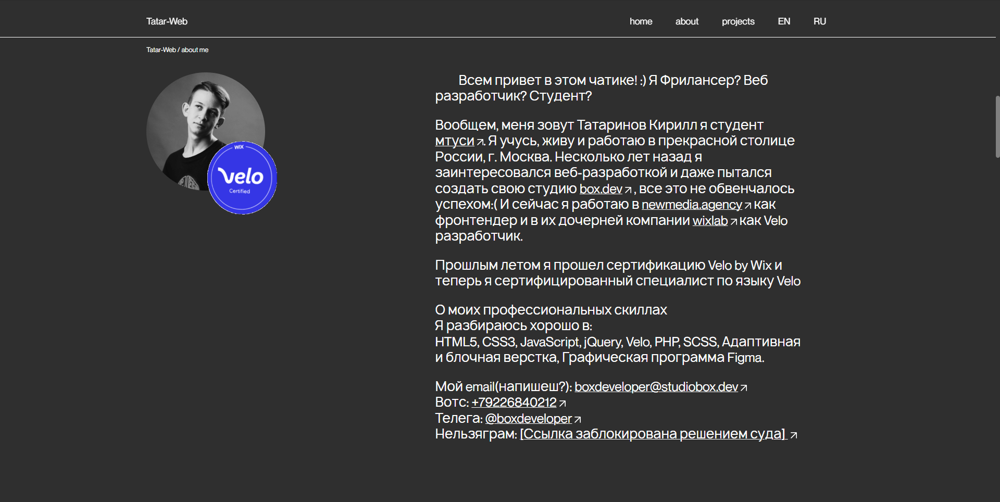 Tatar-Web
home about projects EN RU
Tatar-Web / about me
WIX
velo
Certified
Всем привет в этом чатике! :) Я Фрилансер? Веб
разработчик? Студент?
Вообщем, меня зовут Татаринов Кирилл я студент
мтуси. Я учусь, живу и работаю в прекрасной столице
России, г. Москва. Несколько лет назад я
заинтересовался веб-разработкой и даже пытался
создать свою студию box.dev , все это не обвенчалось
успехом:( И сейчас я работаю в newmedia.agency как
фронтендер и в их дочерней компании wixlab как Velo
разработчик.
Прошлым летом я прошел сертификацию Velo by Wix и
теперь я сертифицированный специалист по языку Velo
О моих профессиональных скиллах
Я разбираюсь хорошо в:
HTML5, CSS3, JavaScript, jQuery, Velo, PHP, SCSS, Адаптивная
и блочная верстка, Графическая программа Figma.
Мой email(напишеш?): boxdeveloper@studiobox.dev
Вотс: +79226840212
Телега: @boxdeveloper
Нельзяграм: [Ссылка заблокирована решением суда]